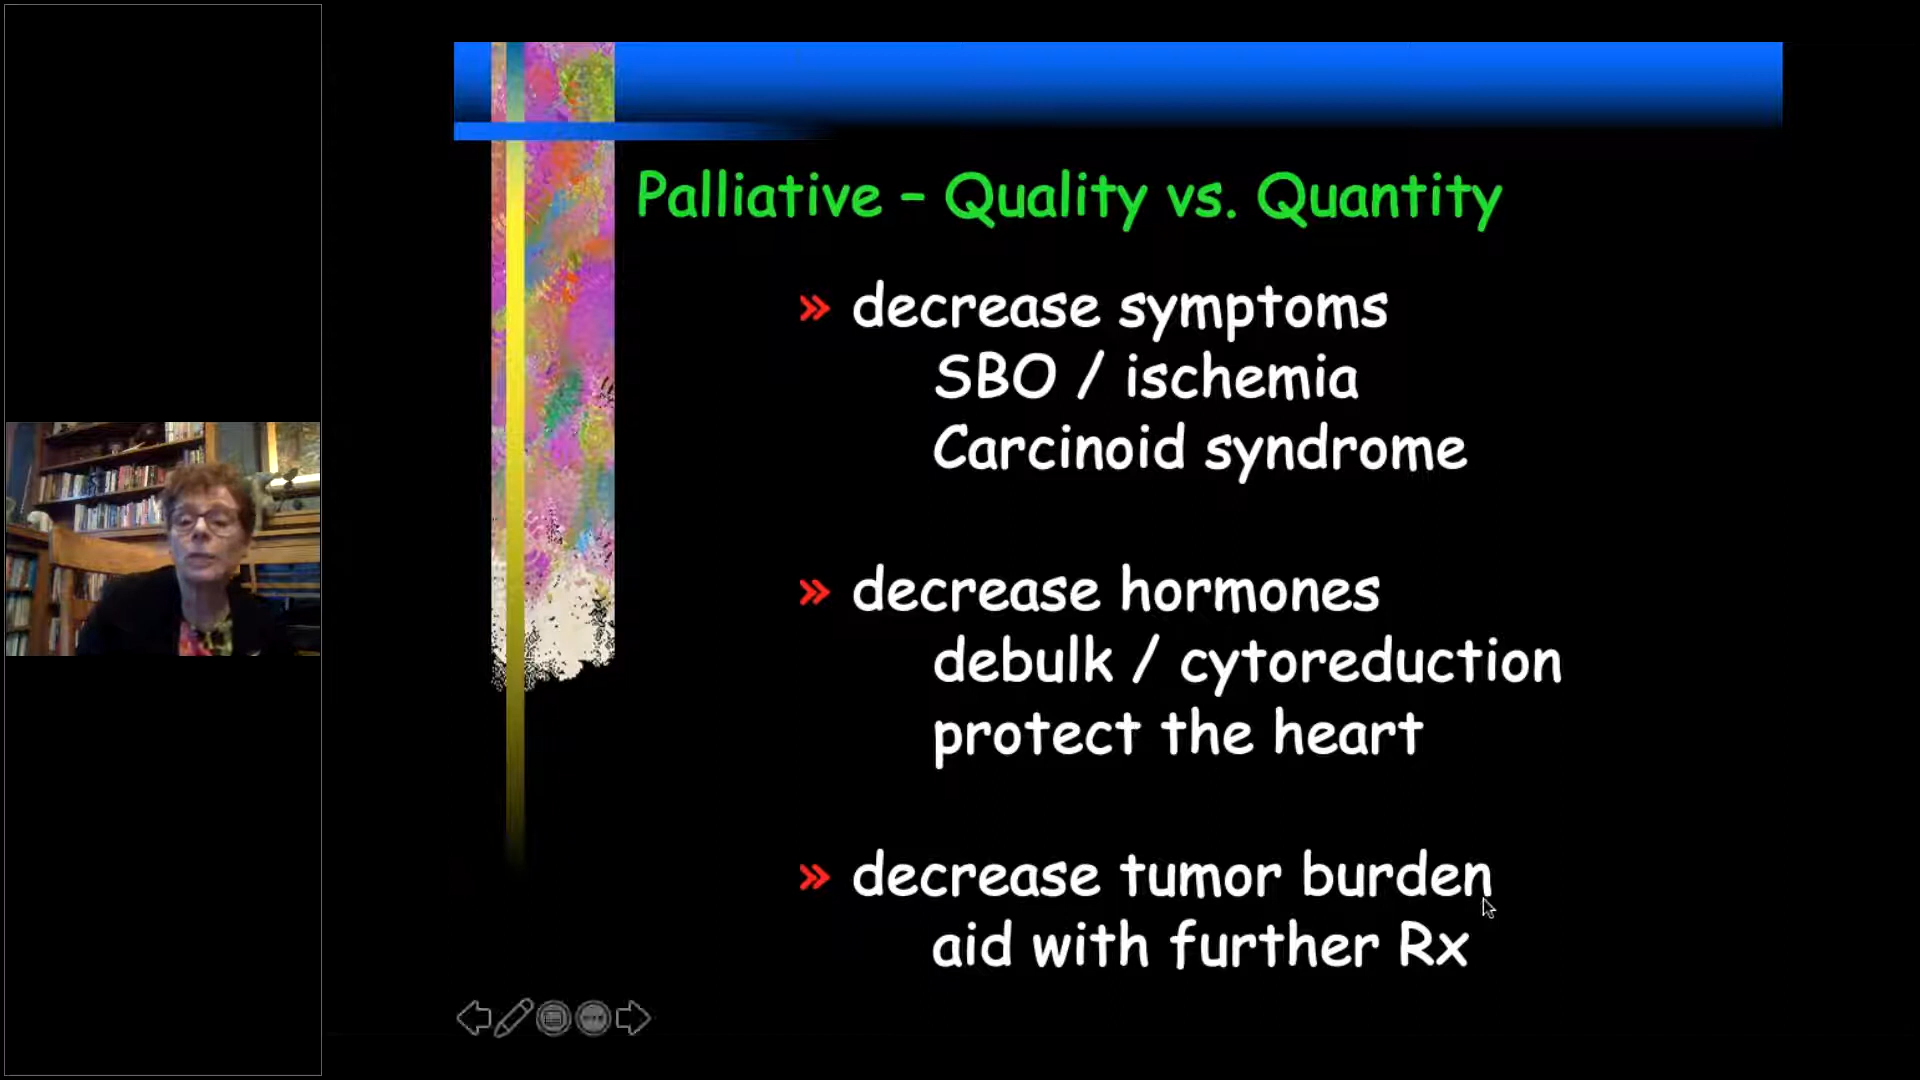 Palliative – Quality vs. Quantity
» decrease symptoms
SBO / ischemia
Carcinoid syndrome
» decrease hormones
debulk / cytoreduction
protect the heart
» decrease tumor burden
aid with further Rx